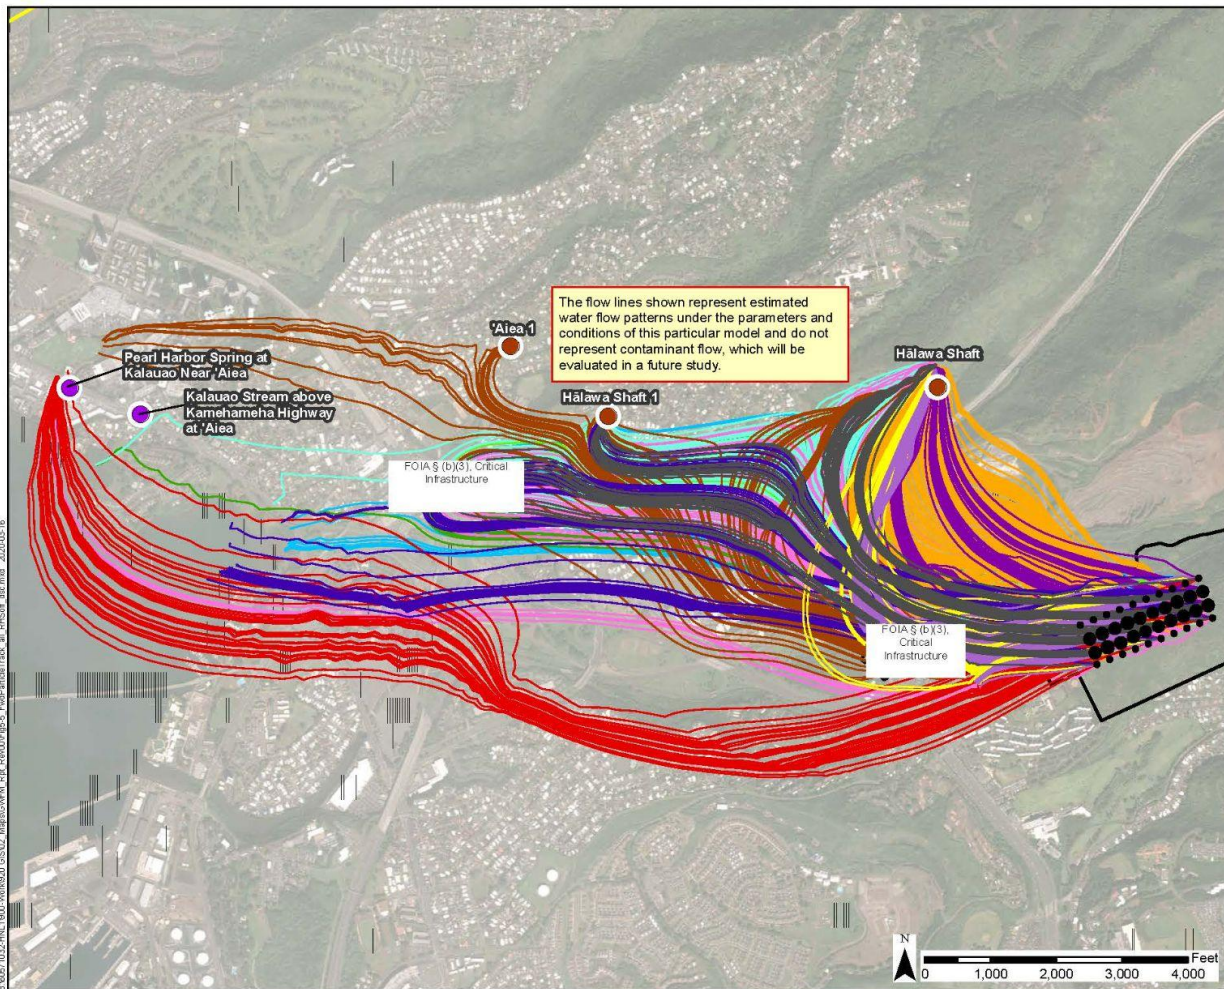 The flow lines shown represent estimated
water flow patterns under the parameters and
conditions of this particular model and do not
represent contaminant flow, which will be
evaluated in a future study.
'Aiea 1
Hālawa Shaft
Pearl Harbor Spring at
Kalauao Near 'Aiea
Kalauao Stream above
Kamehameha Highway
at 'Aiea
Hālawa Shaft 1
FOIA § (b)(3), Critical
Infrastructure
FOIA § (b)(3),
Critical
Infrastructure
N
Feet
0 1,000 2,000 3,000 4,000